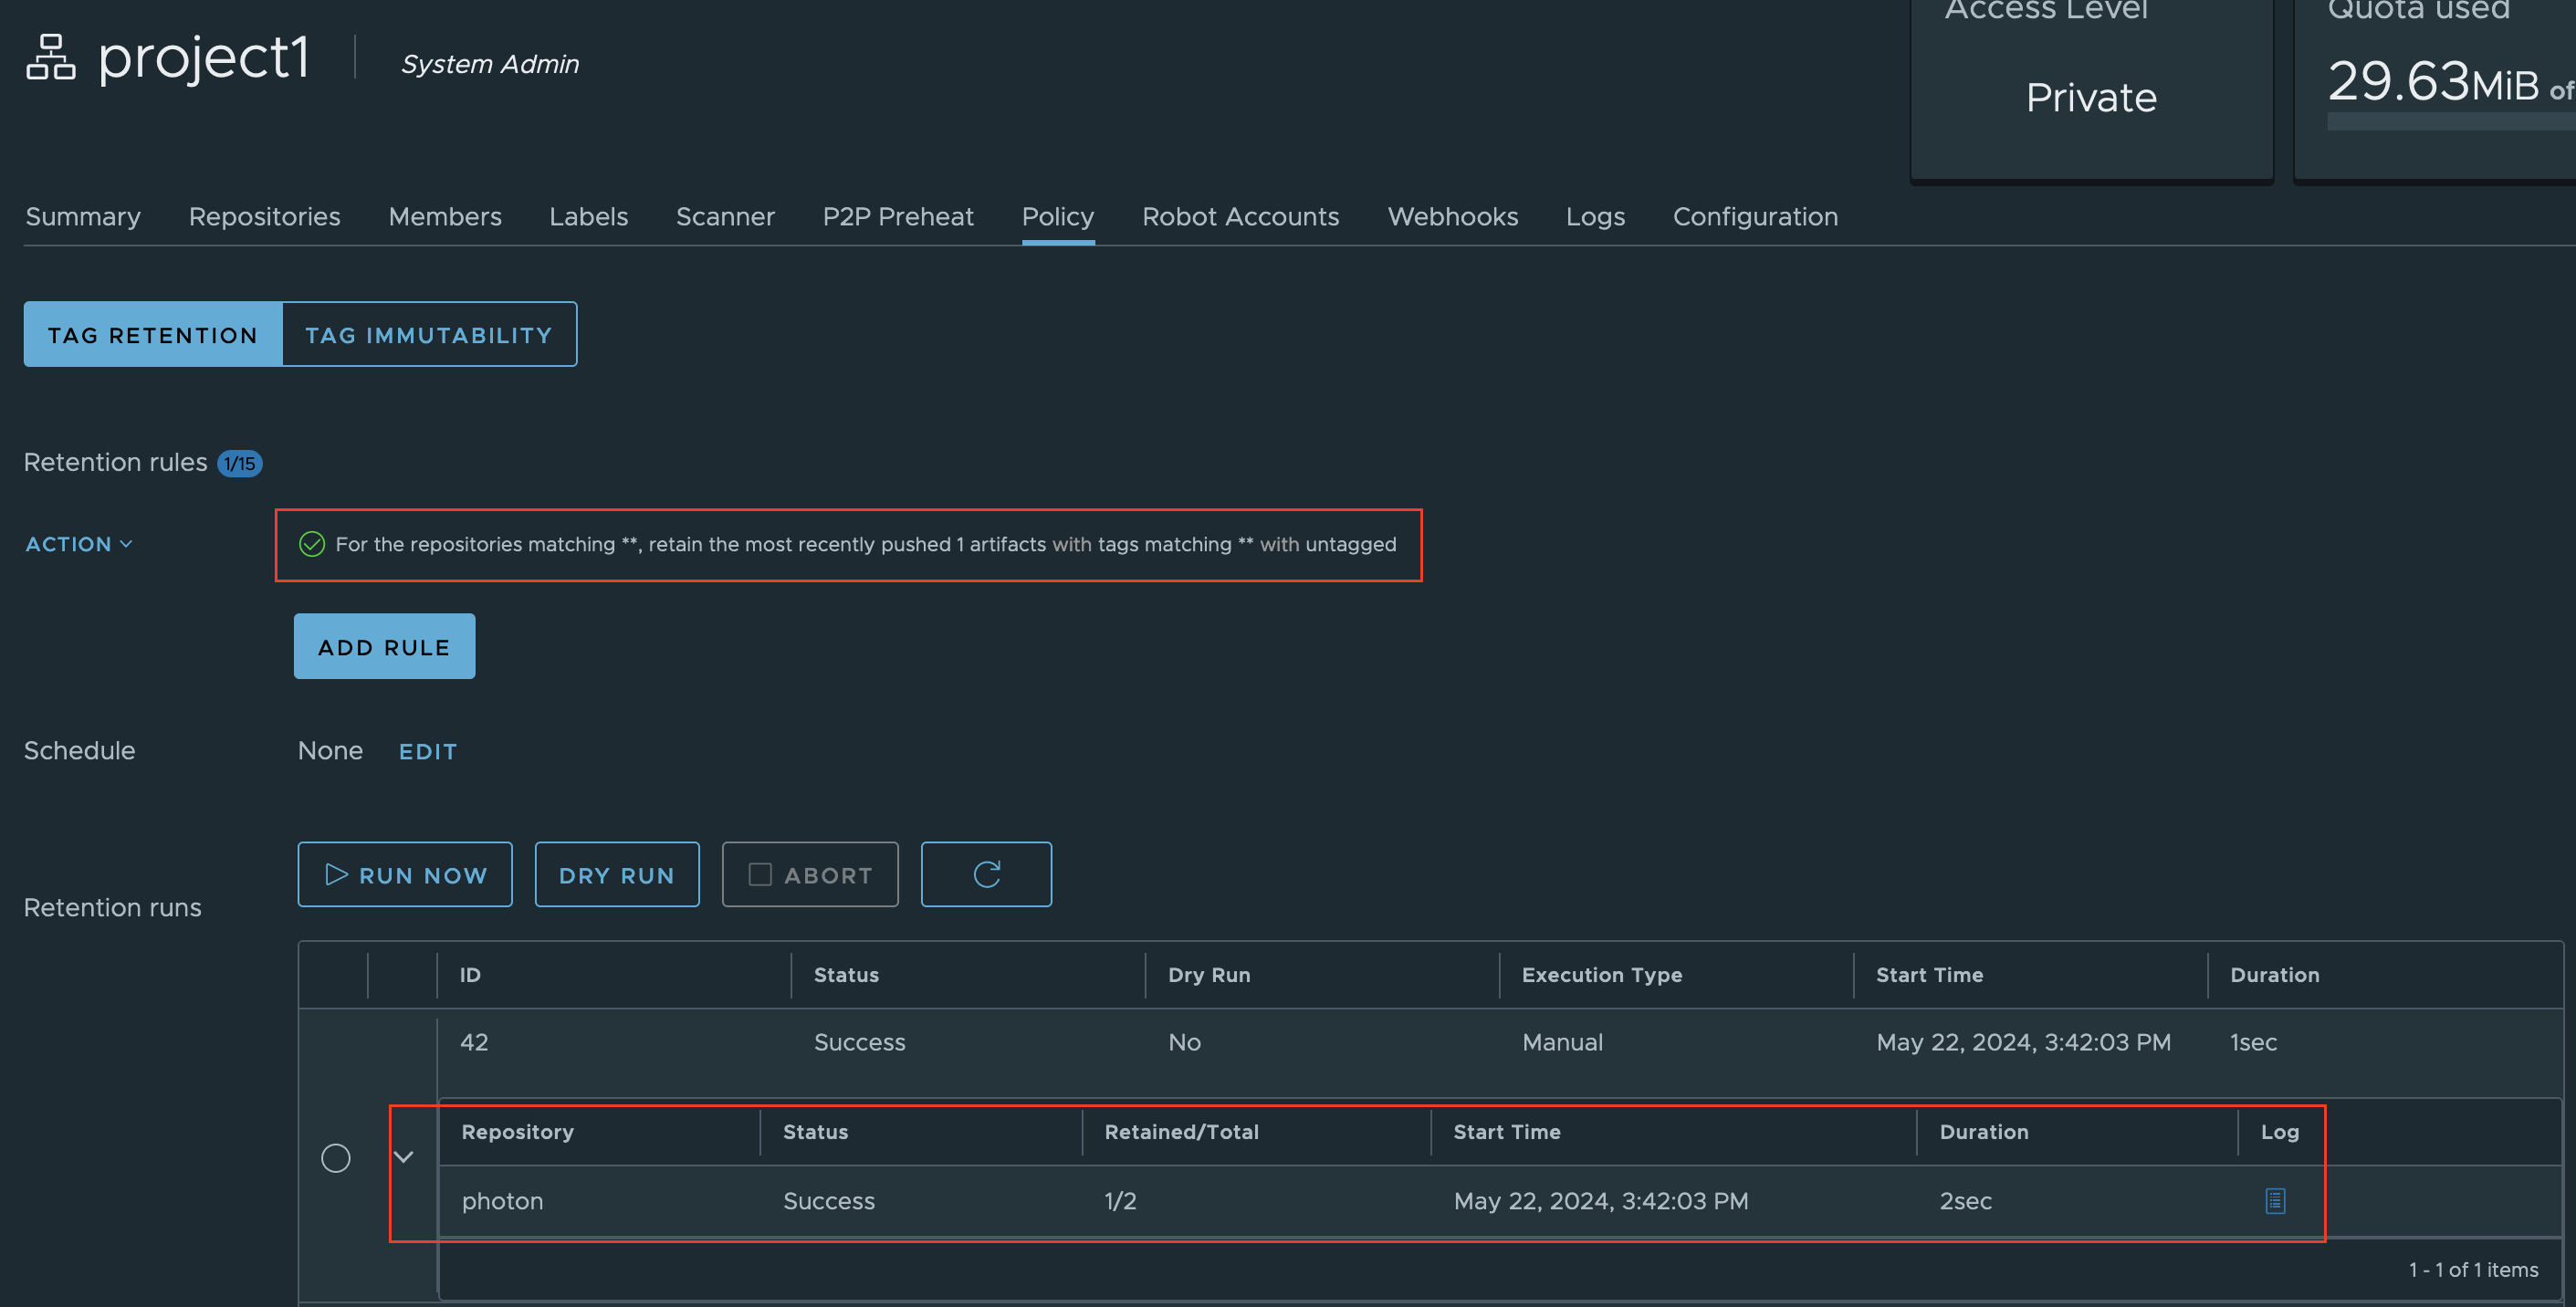 project1 System Admin
Access Level
Private
Quota used
29.63MiB of
Summary Repositories Members Labels Scanner P2P Preheat Policy Robot Accounts Webhooks Logs Configuration
TAG RETENTION TAG IMMUTABILITY
Retention rules 1/15
ACTION For the repositories matching **, retain the most recently pushed 1 artifacts with tags matching ** with untagged
ADD RULE
Schedule None EDIT
RUN NOW DRY RUN ABORT
Retention runs
ID Status Dry Run Execution Type Start Time Duration
42 Success No Manual May 22, 2024, 3:42:03 PM 1sec
Repository Status Retained/Total Start Time Duration Log
photon Success 1/2 May 22, 2024, 3:42:03 PM 2sec
1 - 1 of 1 items